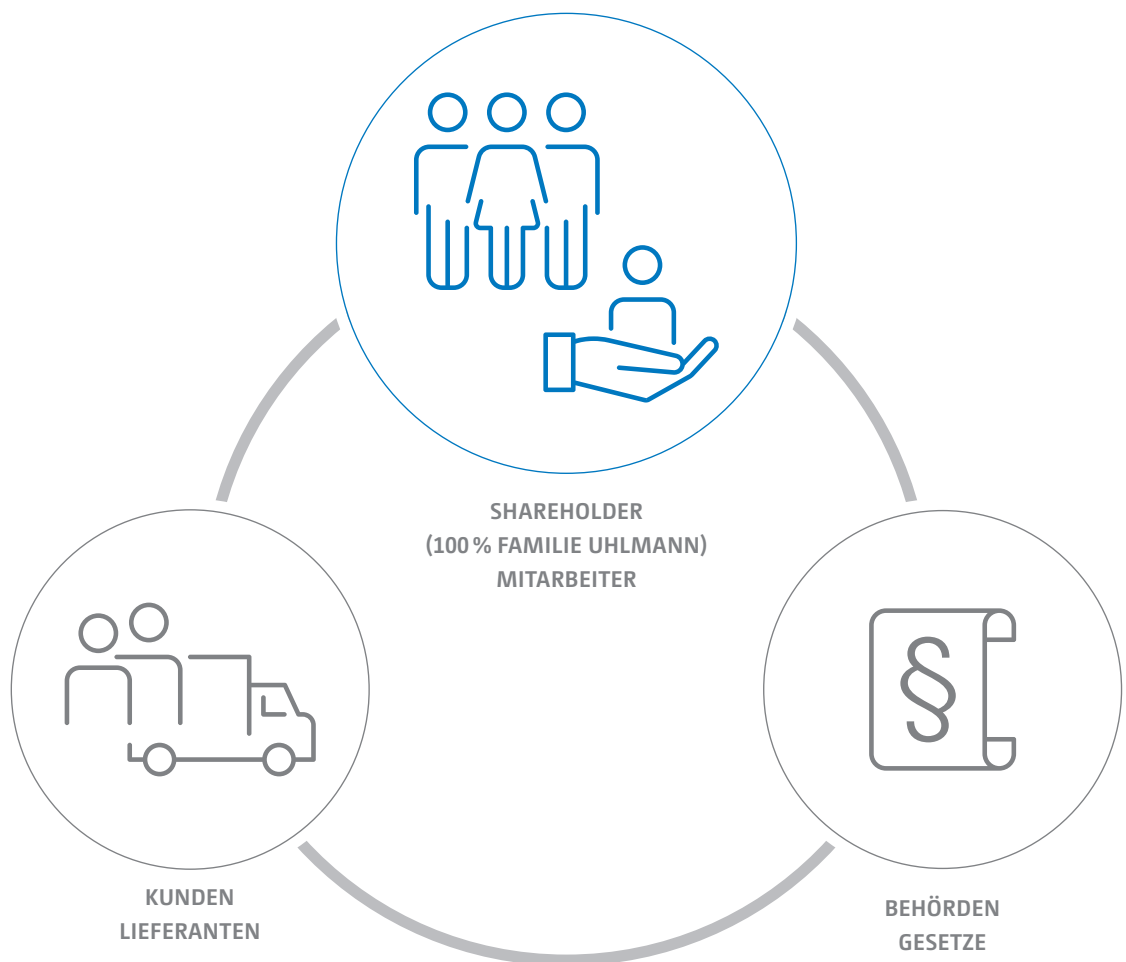 SHAREHOLDER
(100 % FAMILIE UHLMANN)
MITARBEITER
KUNDEN
LIEFERANTEN
§
BEHÖRDEN
GESETZE